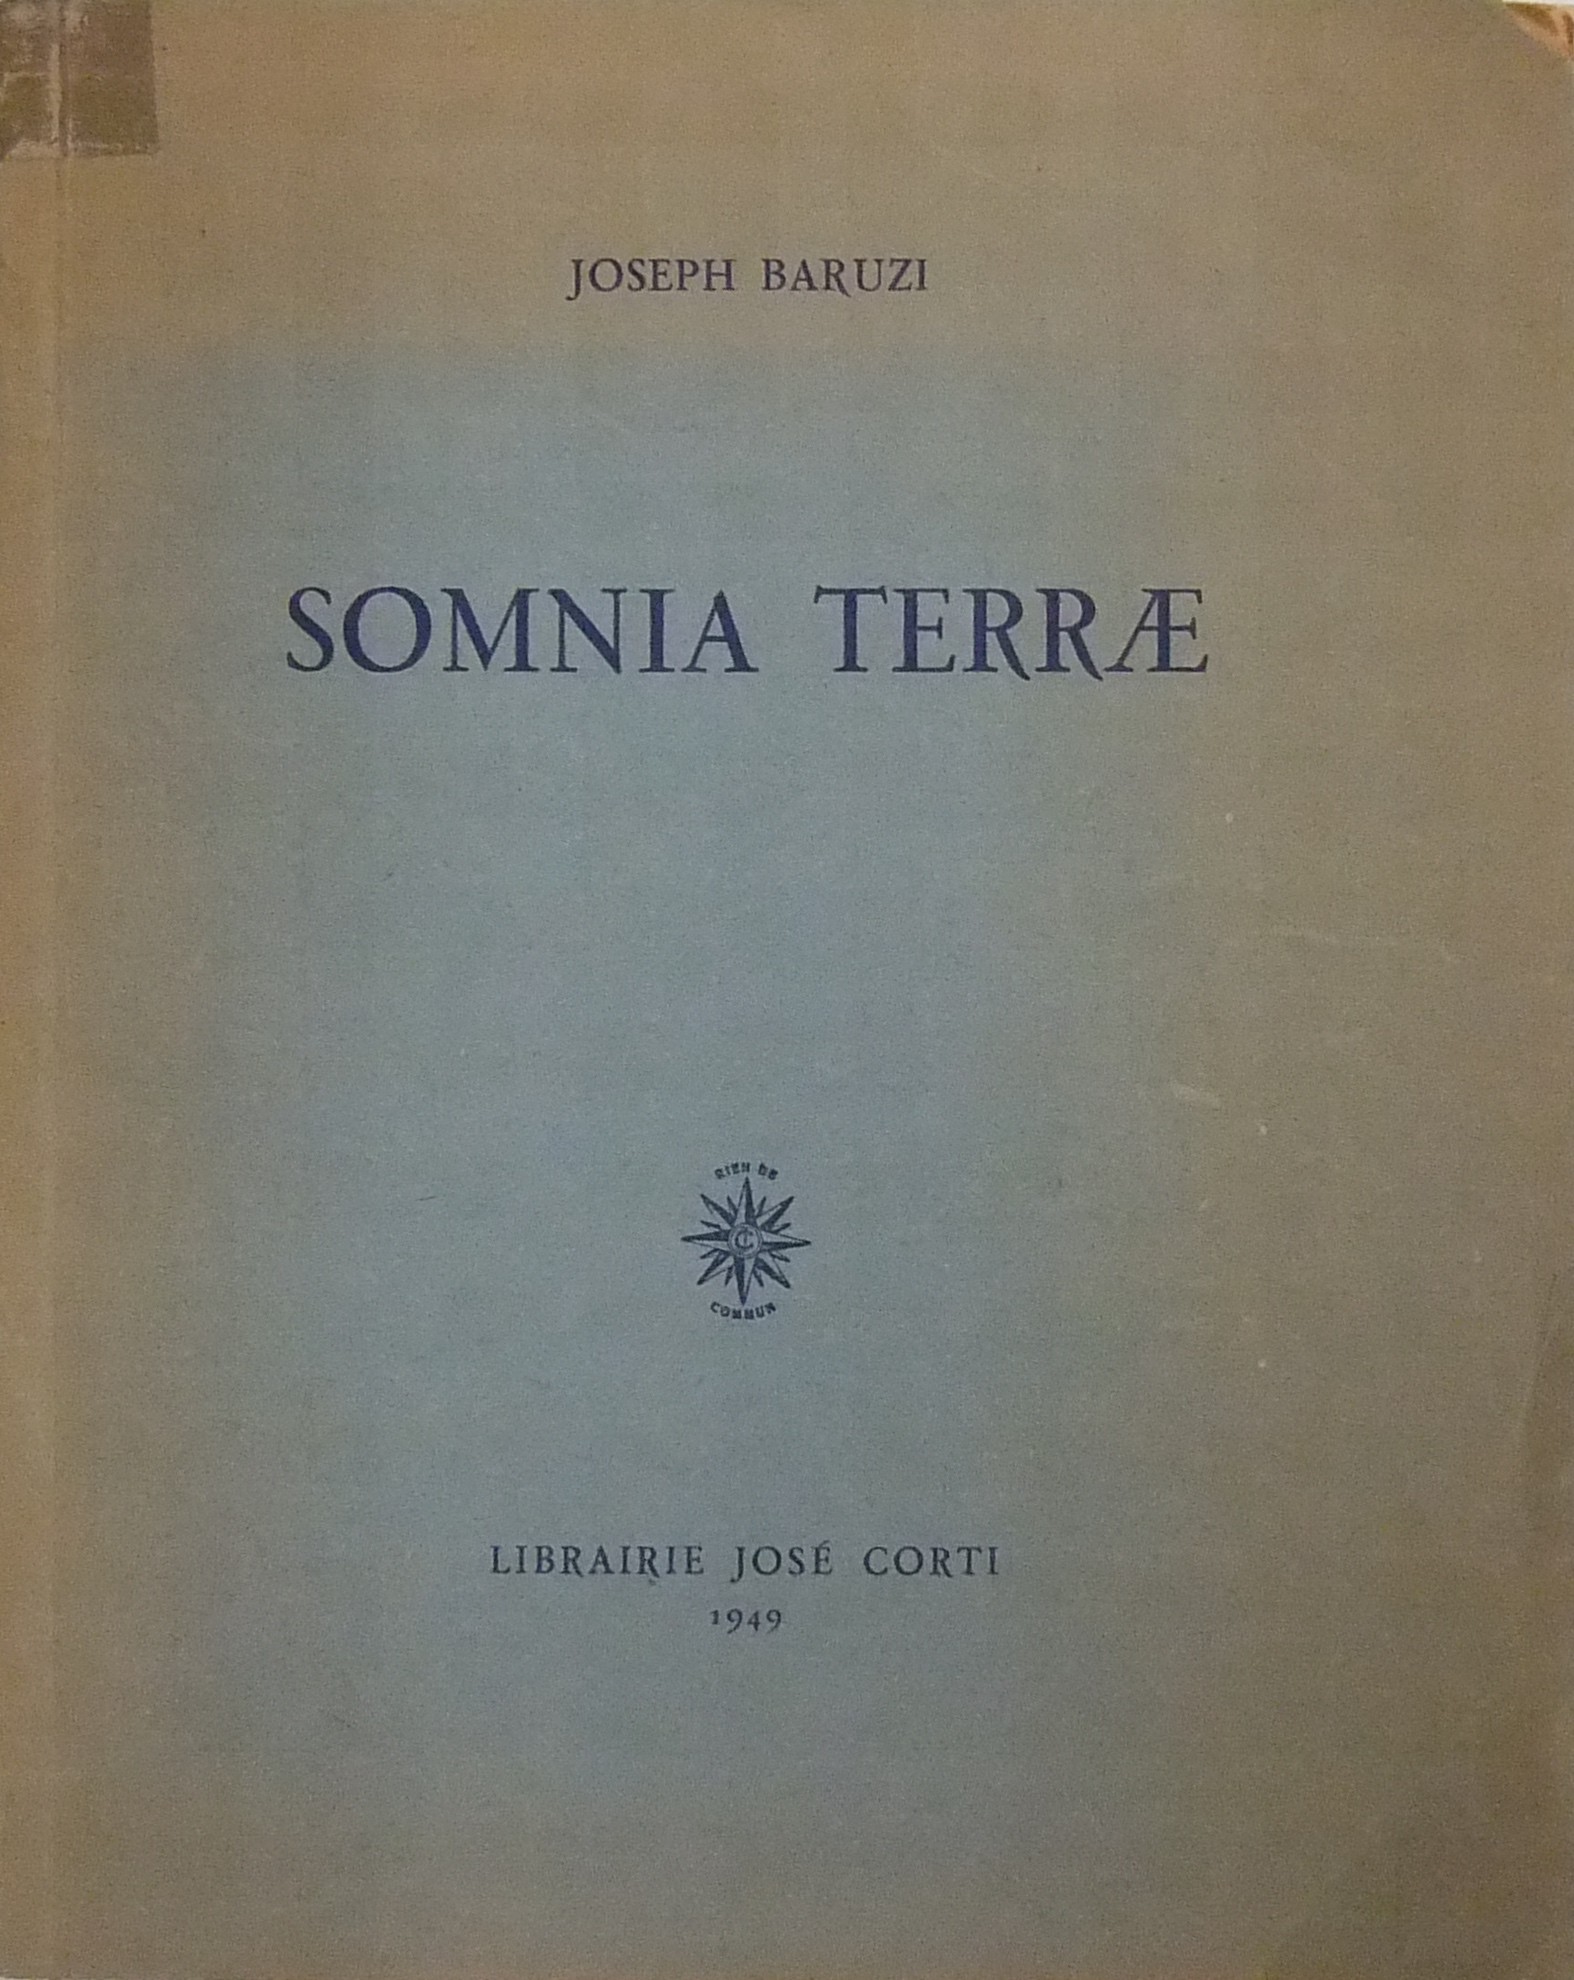 JOSEPH BARUZI
SOMNIA TERRÆ
RIEN DE
COMMUN
LIBRAIRIE JOSÉ CORTI
1949